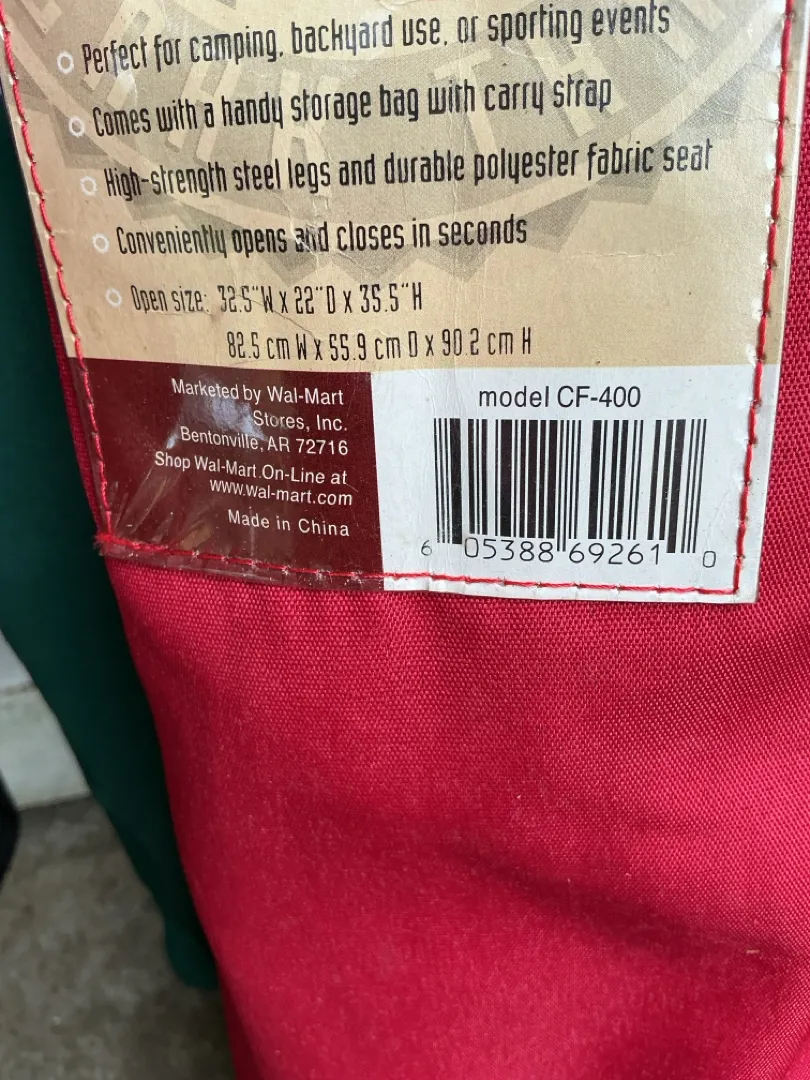 Perfect for camping, backyard use, or sporting events
Comes with a handy storage bag with carry strap
High-strength steel legs and durable polyester fabric seat
Conveniently opens and closes in seconds
Open size: 32.5"W x 22"D x 35.5"H
82.5 cm W x 55.9 cm D x 90.2 cm H
Marketed by Wal-Mart
Stores, Inc.
Bentonville, AR 72716
Shop Wal-Mart On-Line at
www.wal-mart.com
Made in China
model CF-400
6 05388 69261 0